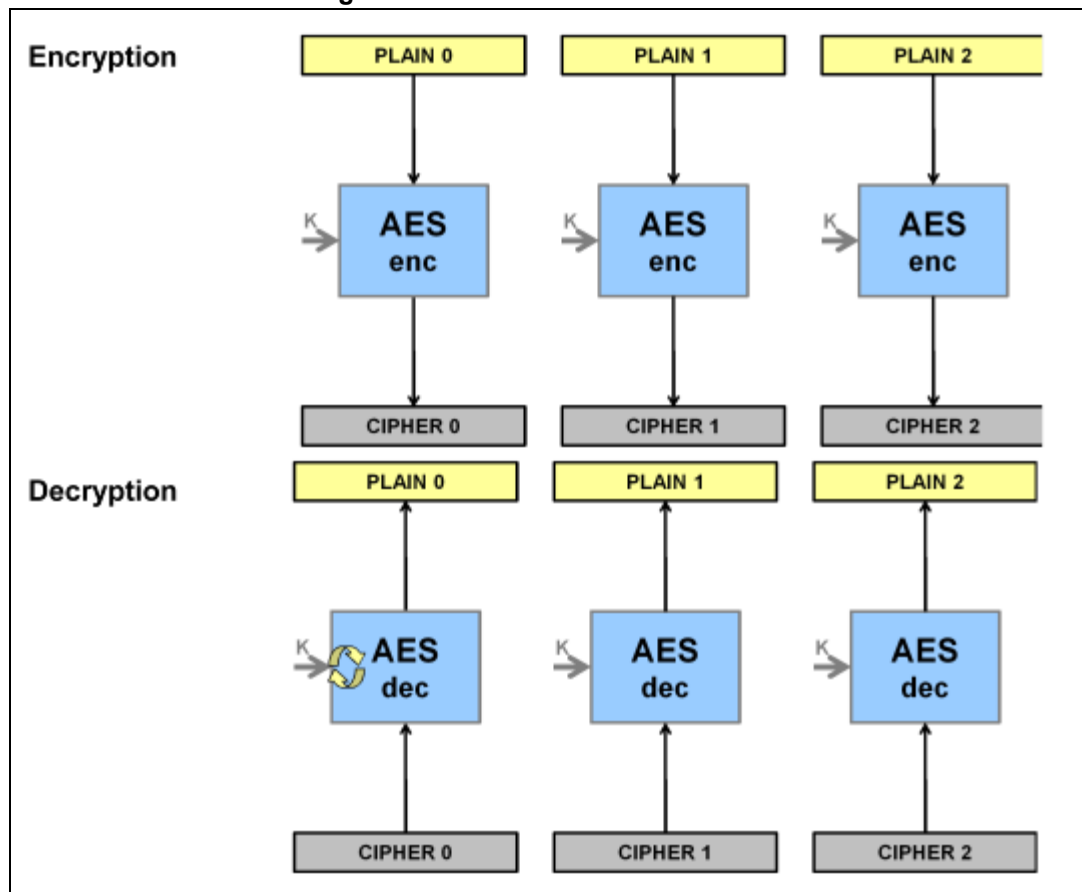 Encryption
PLAIN 0
PLAIN 1
PLAIN 2
K
AES
enc
K
AES
enc
K
AES
enc
CIPHER 0
CIPHER 1
CIPHER 2
Decryption
PLAIN 0
PLAIN 1
PLAIN 2
K
AES
dec
K
AES
dec
K
AES
dec
CIPHER 0
CIPHER 1
CIPHER 2